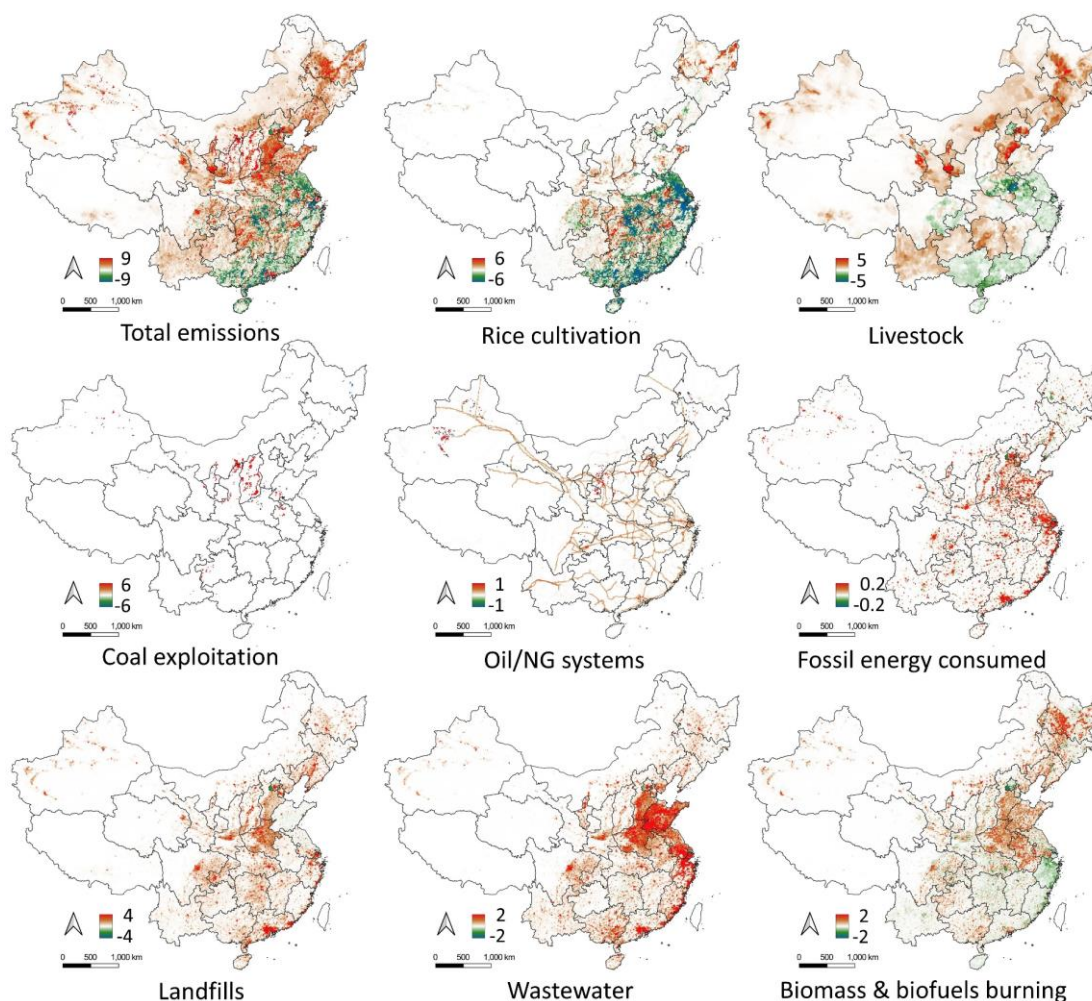 9
-9
0 500 1,000 km
Total emissions
6
-6
0 500 1,000 km
Rice cultivation
5
-5
0 500 1,000 km
Livestock
6
-6
0 500 1,000 km
Coal exploitation
1
-1
0 500 1,000 km
Oil/NG systems
0.2
-0.2
0 500 1,000 km
Fossil energy consumed
4
-4
0 500 1,000 km
Landfills
2
-2
0 500 1,000 km
Wastewater
2
-2
0 500 1,000 km
Biomass & biofuels burning